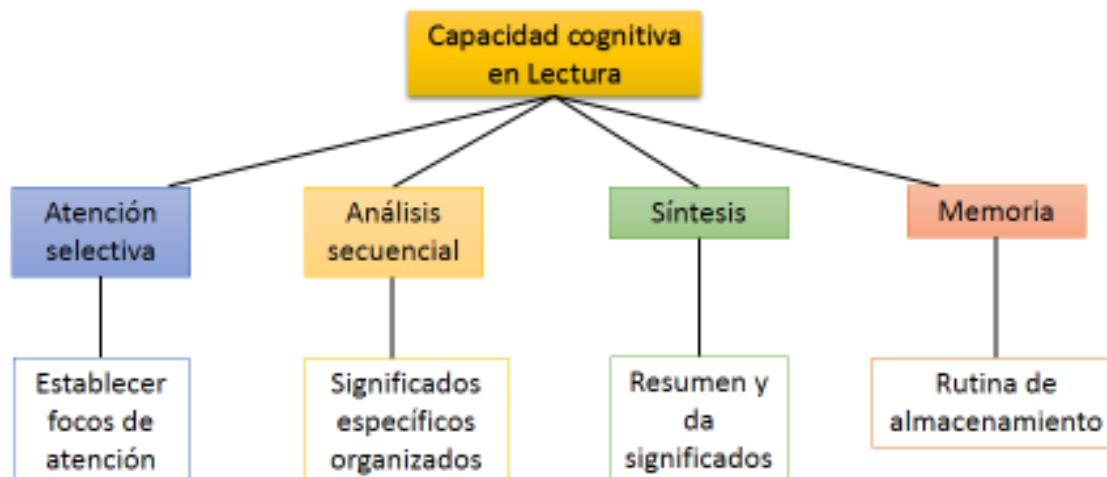 Capacidad cognitiva
en Lectura
Atención
selectiva
Análisis
secuencial
Síntesis
Memoria
Establecer
focos de
atención
Significados
específicos
organizados
Resumen y
da
significados
Rutina de
almacenamiento